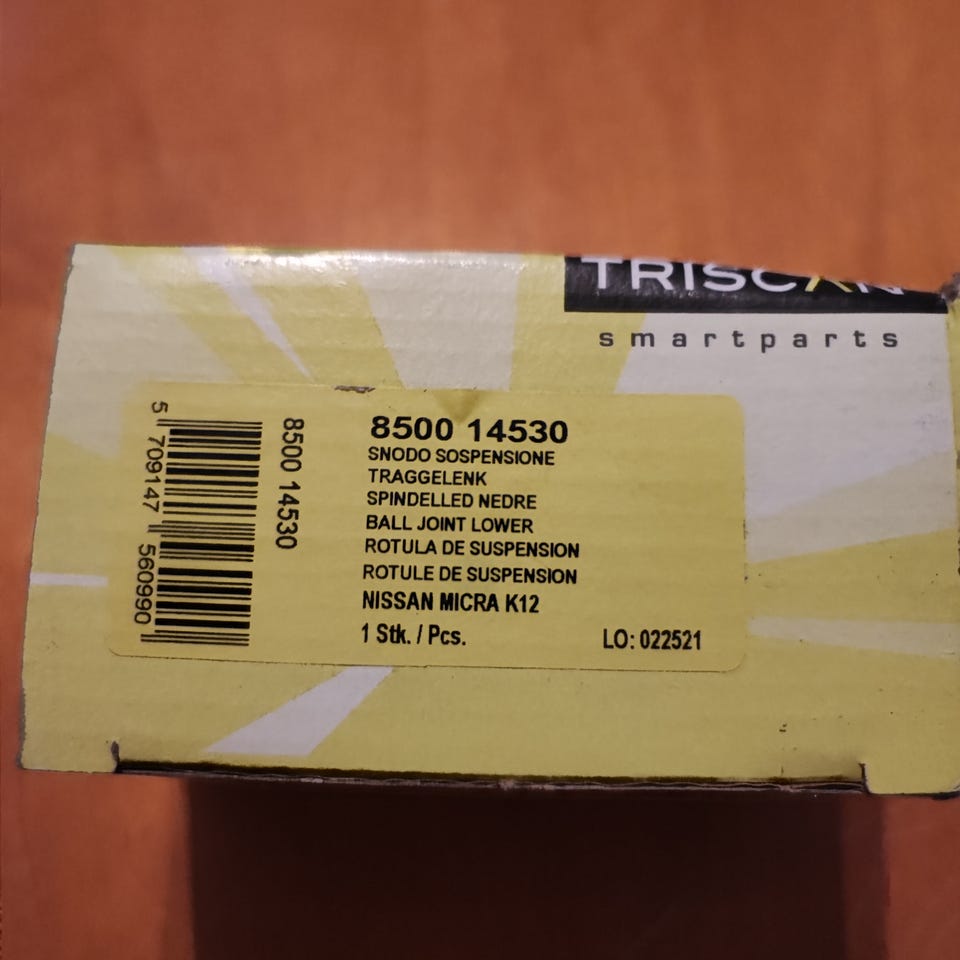 TRISCAN
smartparts
8500 14530
SNODO SOSPENSIONE
TRAGGELENK
SPINDELLED NEDRE
BALL JOINT LOWER
ROTULA DE SUSPENSION
ROTULE DE SUSPENSION
NISSAN MICRA K12
1 Stk. / Pcs.
LO: 022521
8500 14530
5 709147 560990